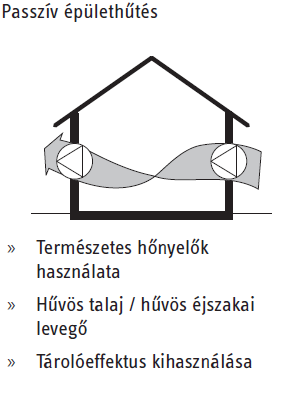 Passzív épülethűtés
» Természetes hőnyelők
használata
» Hűvös talaj / hűvös éjszakai
levegő
» Tárolóeffektus kihasználása